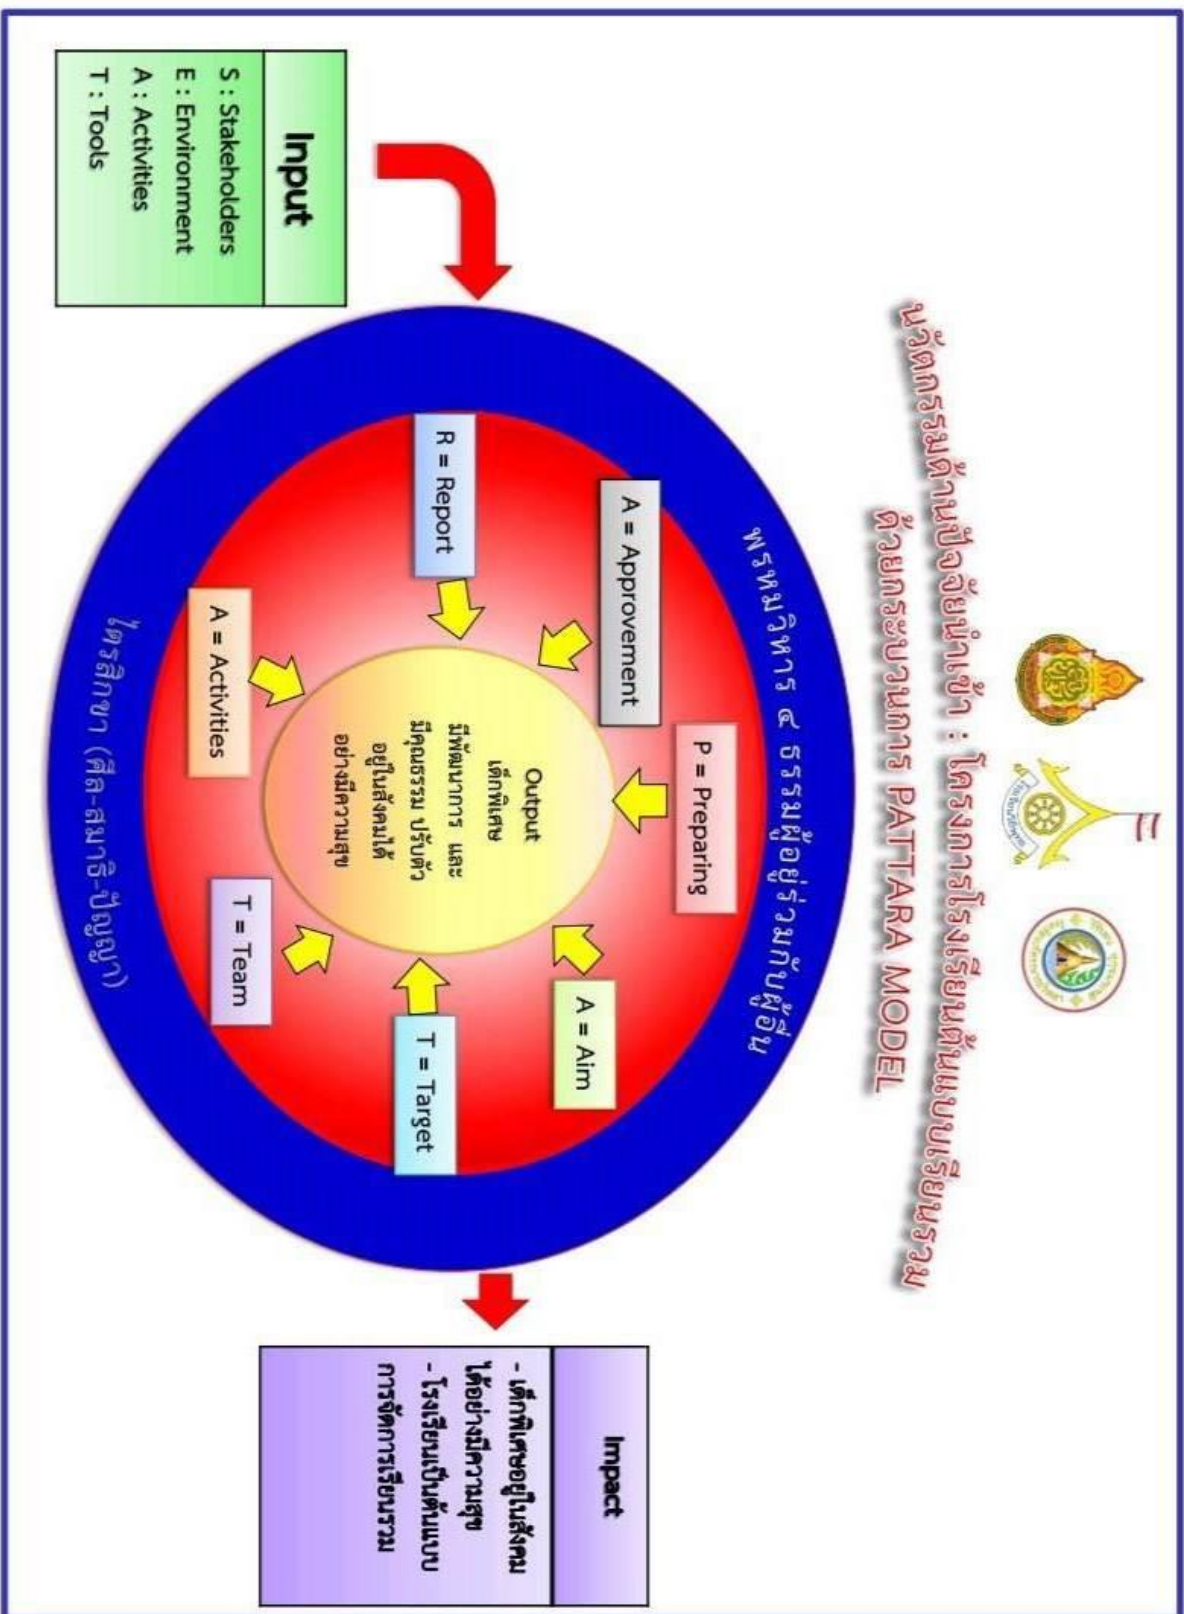 นวัตกรรมด้านปัจจัยนำเข้า : โครงการโรงเรียนต้นแบบเรียนรวม
ด้วยกระบวนการ PATTARA MODEL
Input
S : Stakeholders
E : Environment
A : Activities
T : Tools
พรหมวิหาร ๔ ธรรมผู้อยู่ร่วมกับผู้อื่น
P = Preparing
A = Aim
T = Target
T = Team
A = Activities
R = Report
A = Approvement
Output
เด็กพิเศษ
มีพัฒนาการ และ
มีคุณธรรม ปรับตัว
อยู่ในสังคมได้
อย่างมีความสุข
ไตรสิกขา (ศีล-สมาธิ-ปัญญา)
Impact
- เด็กพิเศษอยู่ในสังคม
ได้อย่างมีความสุข
- โรงเรียนเป็นต้นแบบ
การจัดการเรียนรวม